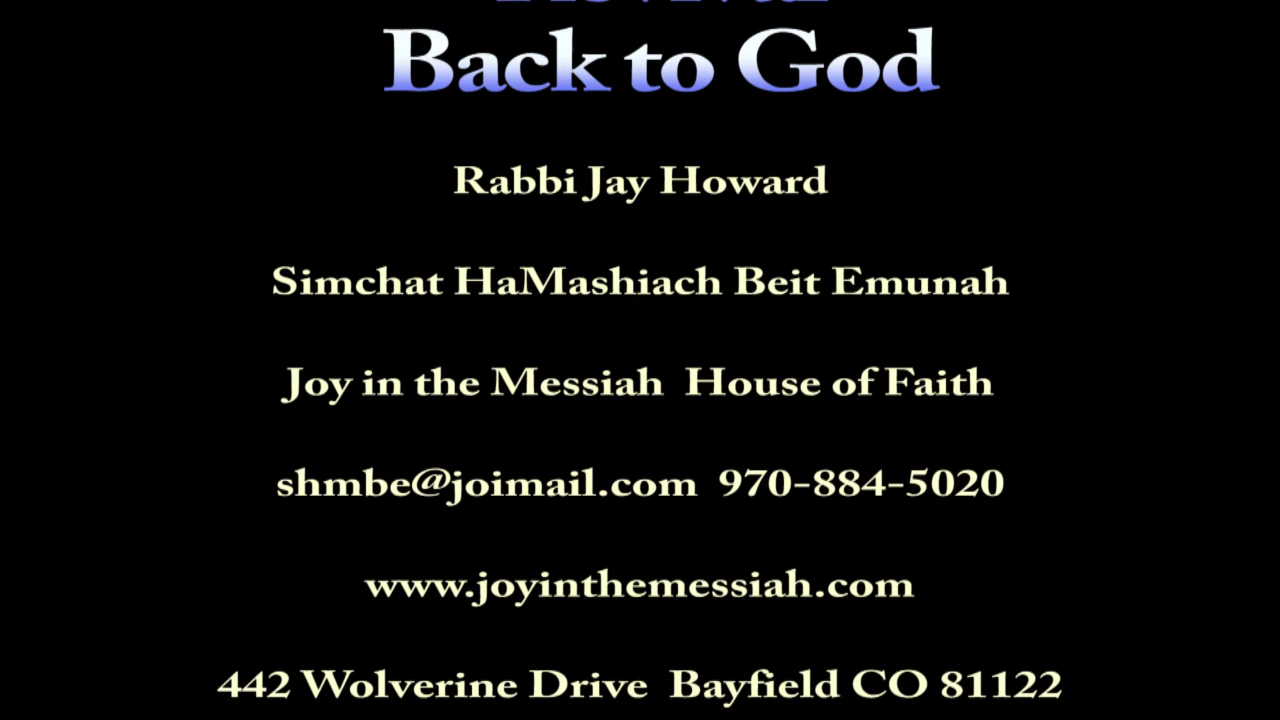 Back to God
Rabbi Jay Howard
Simchat HaMashiach Beit Emunah
Joy in the Messiah House of Faith
shmbe@joimail.com 970-884-5020
www.joyinthemessiah.com
442 Wolverine Drive Bayfield CO 81122